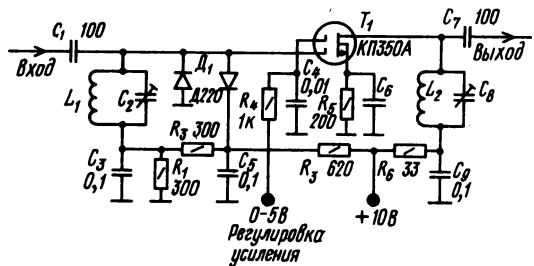 C1 100
Вход
T1
КП350А
C7 100
Выход
L1
C2
Д1
Д220
R4
1к
C4
0,01
R5
200
C6
L2
C8
R3 300
C3
0,1
R1
300
C5
0,1
R3 620
R6 33
C9
0,1
0-5В
Регулировка
усиления
+10В